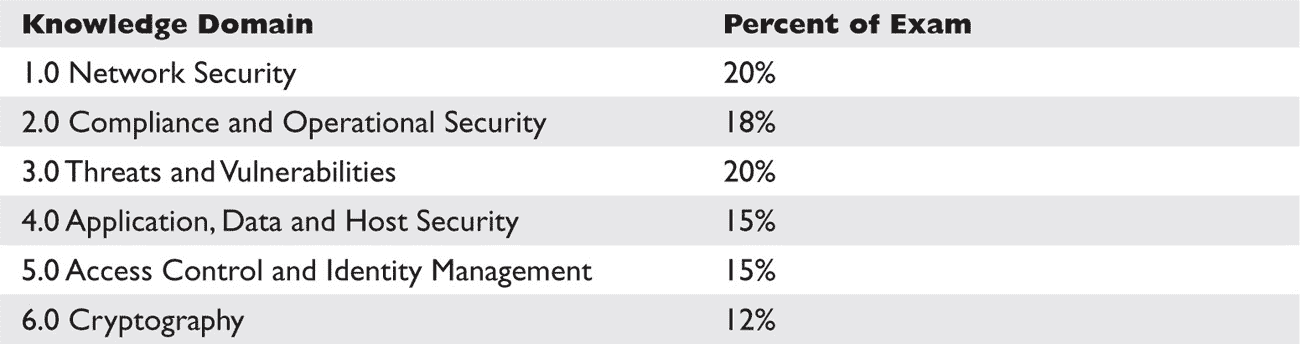 Knowledge Domain Percent of Exam
1.0 Network Security 20%
2.0 Compliance and Operational Security 18%
3.0 Threats and Vulnerabilities 20%
4.0 Application, Data and Host Security 15%
5.0 Access Control and Identity Management 15%
6.0 Cryptography 12%